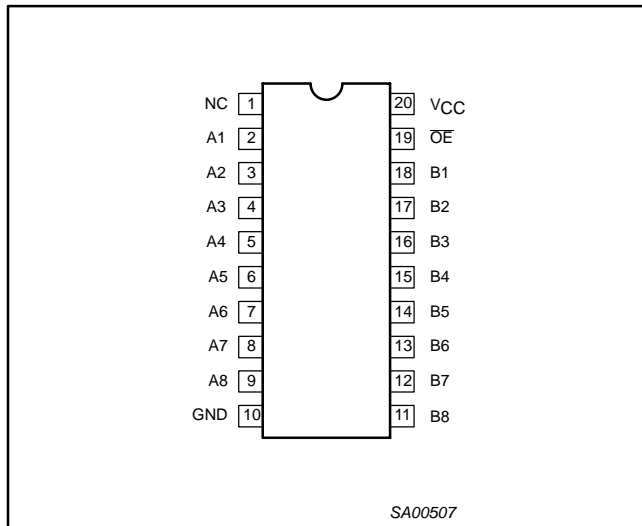 NC 1 20 VCC
A1 2 19 O̅E̅
A2 3 18 B1
A3 4 17 B2
A4 5 16 B3
A5 6 15 B4
A6 7 14 B5
A7 8 13 B6
A8 9 12 B7
GND 10 11 B8
SA00507